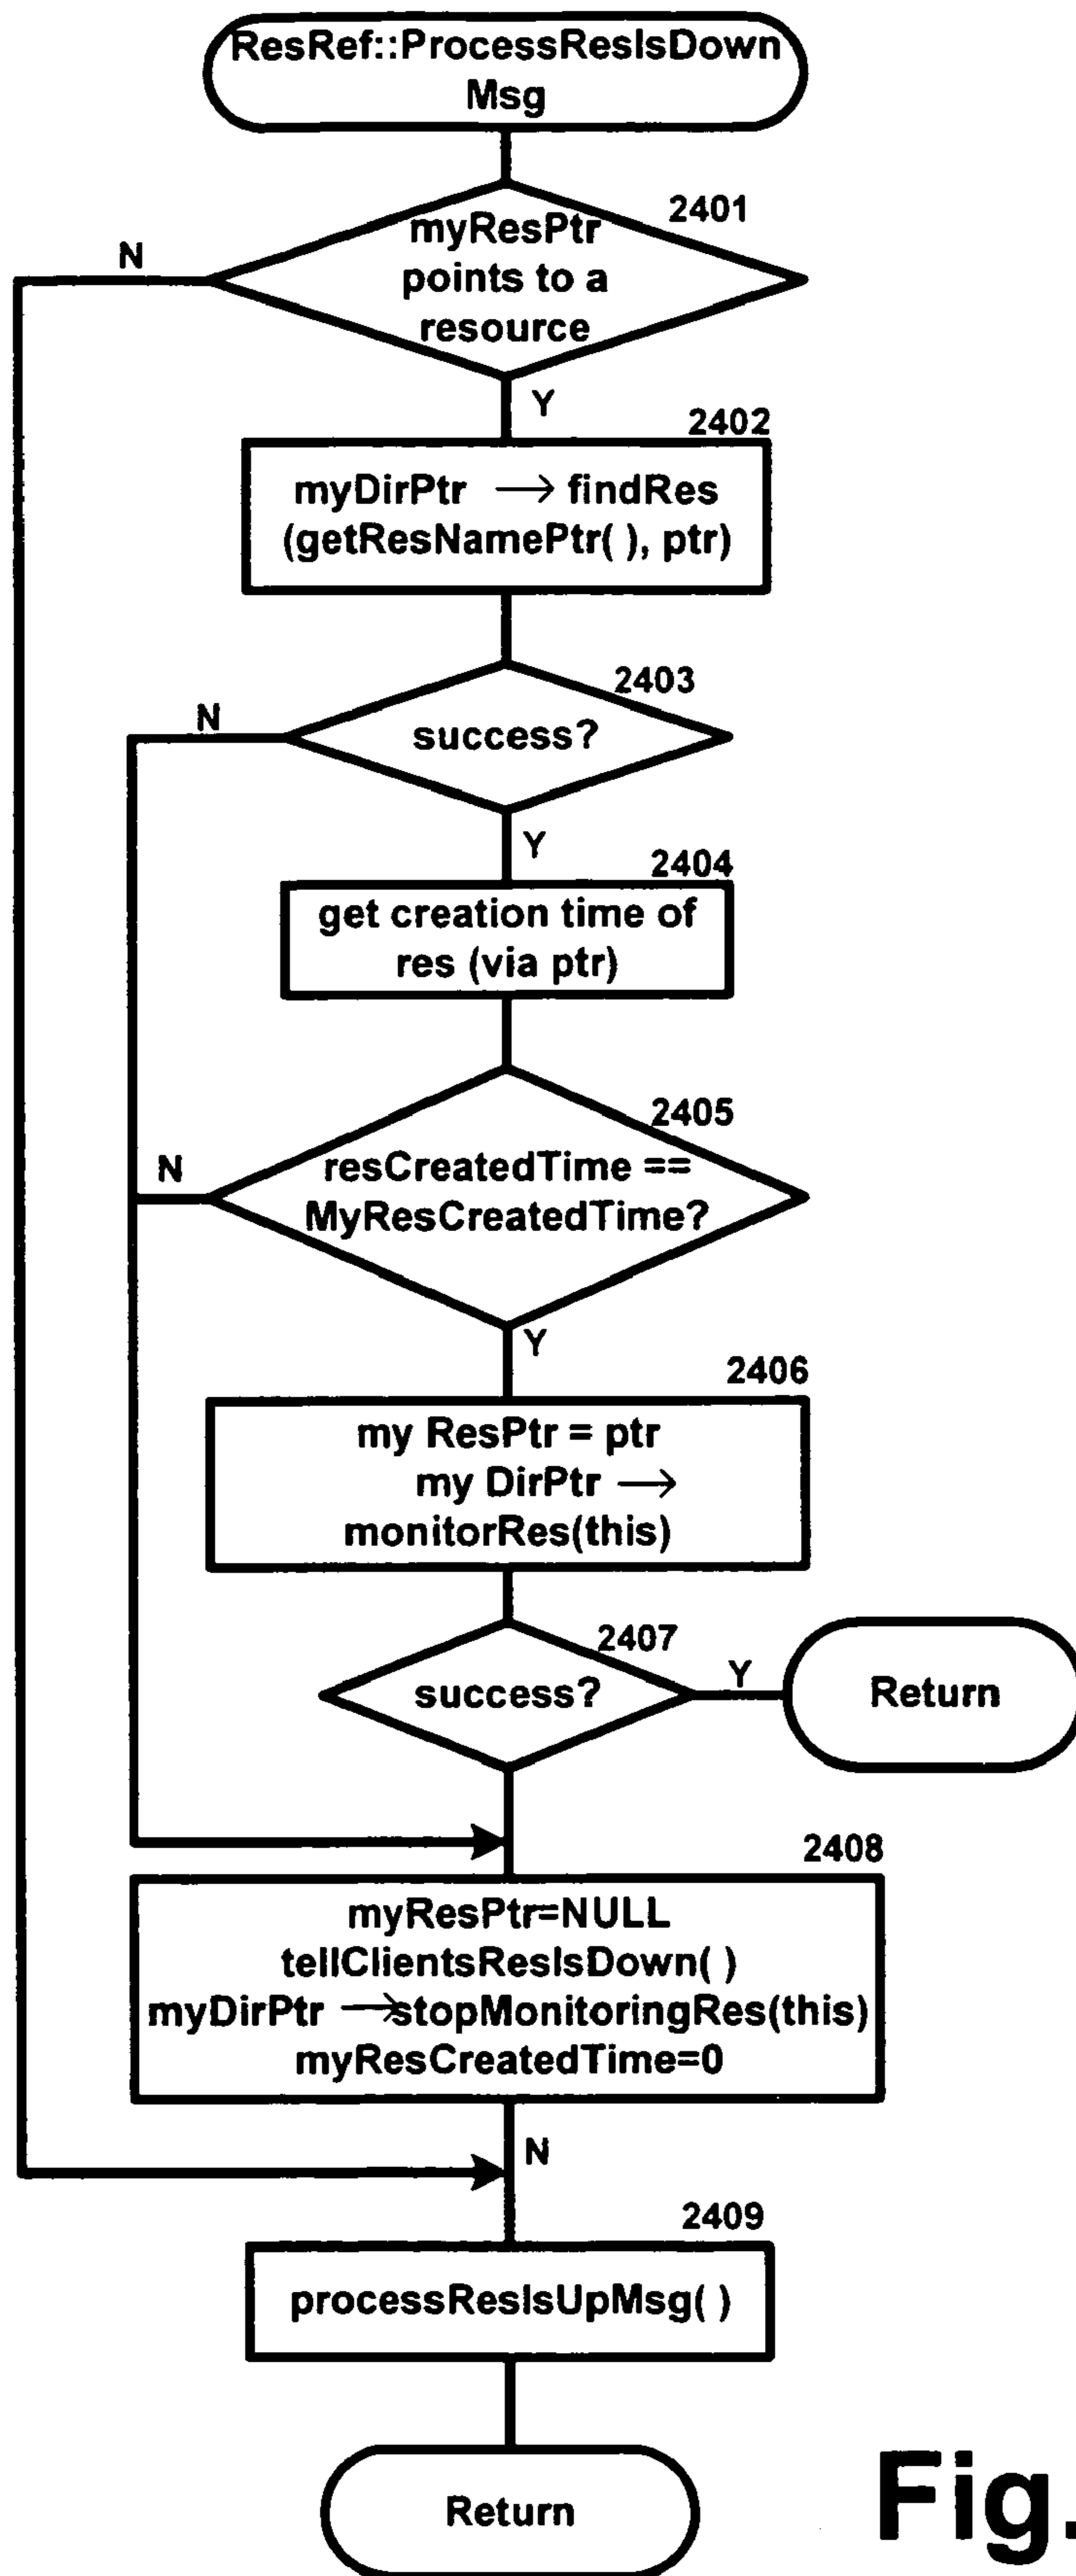 ResRef::ProcessResIsDown
Msg
2401
myResPtr
points to a
resource
N
Y
2402
myDirPtr → findRes
(getResNamePtr( ), ptr)
2403
N
success?
Y
2404
get creation time of
res (via ptr)
2405
N
resCreatedTime ==
MyResCreatedTime?
Y
2406
my ResPtr = ptr
my DirPtr →
monitorRes(this)
2407
success?
Y
Return
2408
myResPtr=NULL
tellClientsResIsDown( )
myDirPtr →stopMonitoringRes(this)
myResCreatedTime=0
N
2409
processResIsUpMsg( )
Return
Fig.